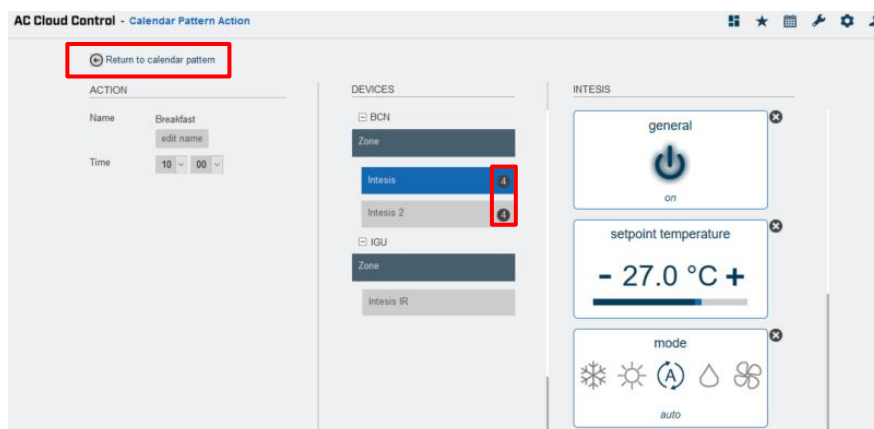 AC Cloud Control - Calendar Pattern Action
Return to calendar pattern
ACTION
Name Breakfast
edit name
Time 10 00
DEVICES
BCN
Zone
Intesis 4
Intesis 2 4
IGU
Zone
Intesis IR
INTESIS
general
on
setpoint temperature
- 27.0 °C +
mode
A
auto